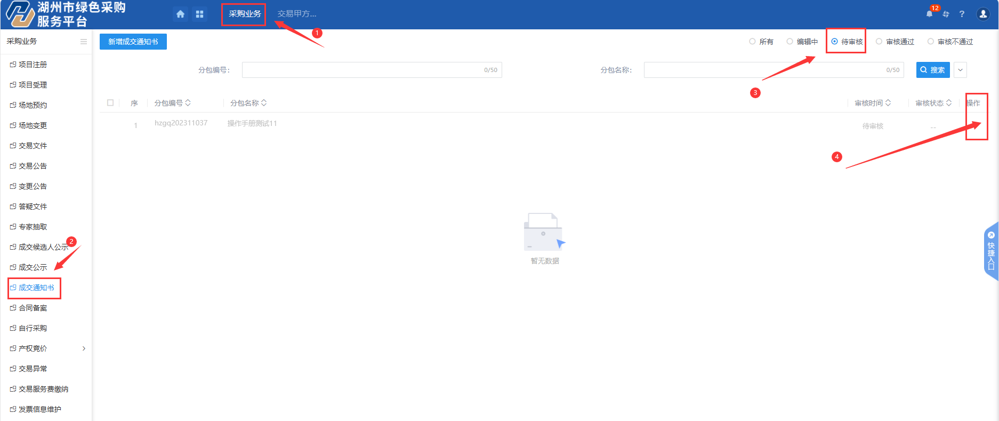 湖州市绿色采购
服务平台
采购业务
交易甲方...
12
?
1
采购业务
新增成交通知书
所有
编辑中
待审核
审核通过
审核不通过
分包编号：
0/50
分包名称：
0/50
搜索
3
序
分包编号
分包名称
审核时间
审核状态
操作
1
hzgq202311037
操作手册测试11
待审核
--
4
项目注册
项目受理
场地预约
场地变更
交易文件
交易公告
变更公告
答疑文件
专家抽取
成交候选人公示
2
成交公示
成交通知书
合同备案
自行采购
产权竞价
交易异常
交易服务费缴纳
发票信息维护
暂无数据
快捷入口